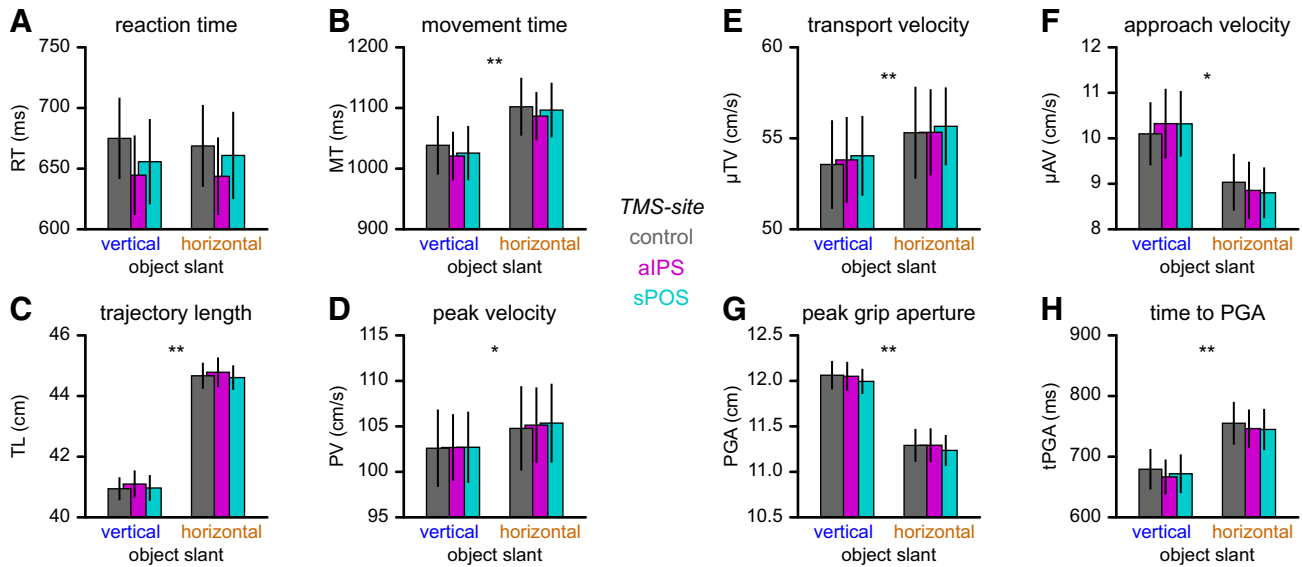 A reaction time
750
700
650
600
RT (ms)
vertical horizontal
object slant
B movement time
1200
1100
1000
900
MT (ms)
**
vertical horizontal
object slant
E transport velocity
60
55
50
µTV (cm/s)
**
vertical horizontal
object slant
F approach velocity
12
11
10
9
8
µAV (cm/s)
*
vertical horizontal
object slant
TMS-site
control
aIPS
sPOS
C trajectory length
46
44
42
40
TL (cm)
**
vertical horizontal
object slant
D peak velocity
115
110
105
100
95
PV (cm/s)
*
vertical horizontal
object slant
G peak grip aperture
12.5
12.0
11.5
11.0
10.5
PGA (cm)
**
vertical horizontal
object slant
H time to PGA
900
800
700
600
tPGA (ms)
**
vertical horizontal
object slant